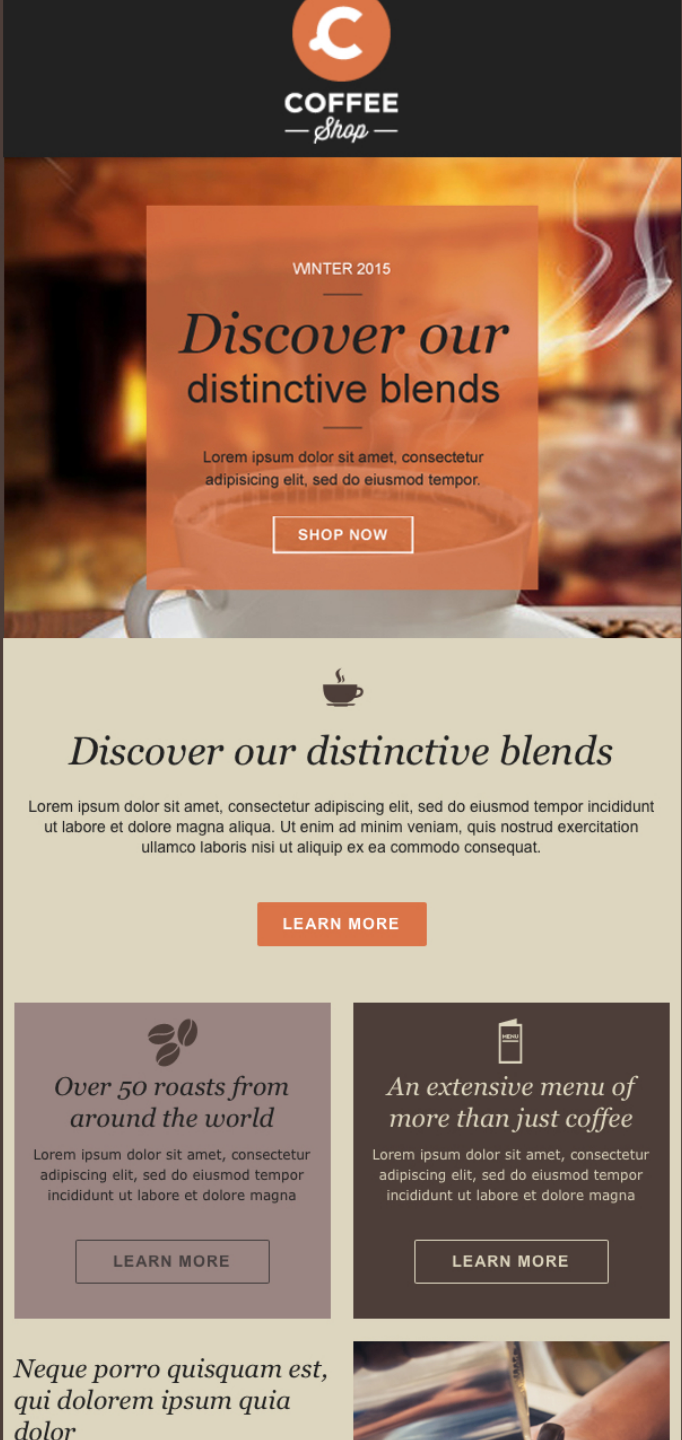 C
COFFEE
Shop
WINTER 2015
Discover our
distinctive blends
Lorem ipsum dolor sit amet, consectetur
adipisicing elit, sed do eiusmod tempor.
SHOP NOW
Discover our distinctive blends
Lorem ipsum dolor sit amet, consectetur adipiscing elit, sed do eiusmod tempor incididunt
ut labore et dolore magna aliqua. Ut enim ad minim veniam, quis nostrud exercitation
ullamco laboris nisi ut aliquip ex ea commodo consequat.
LEARN MORE
Over 50 roasts from
around the world
Lorem ipsum dolor sit amet, consectetur
adipiscing elit, sed do eiusmod tempor
incididunt ut labore et dolore magna
LEARN MORE
MENU
An extensive menu of
more than just coffee
Lorem ipsum dolor sit amet, consectetur
adipiscing elit, sed do eiusmod tempor
incididunt ut labore et dolore magna
LEARN MORE
Neque porro quisquam est,
qui dolorem ipsum quia
dolor